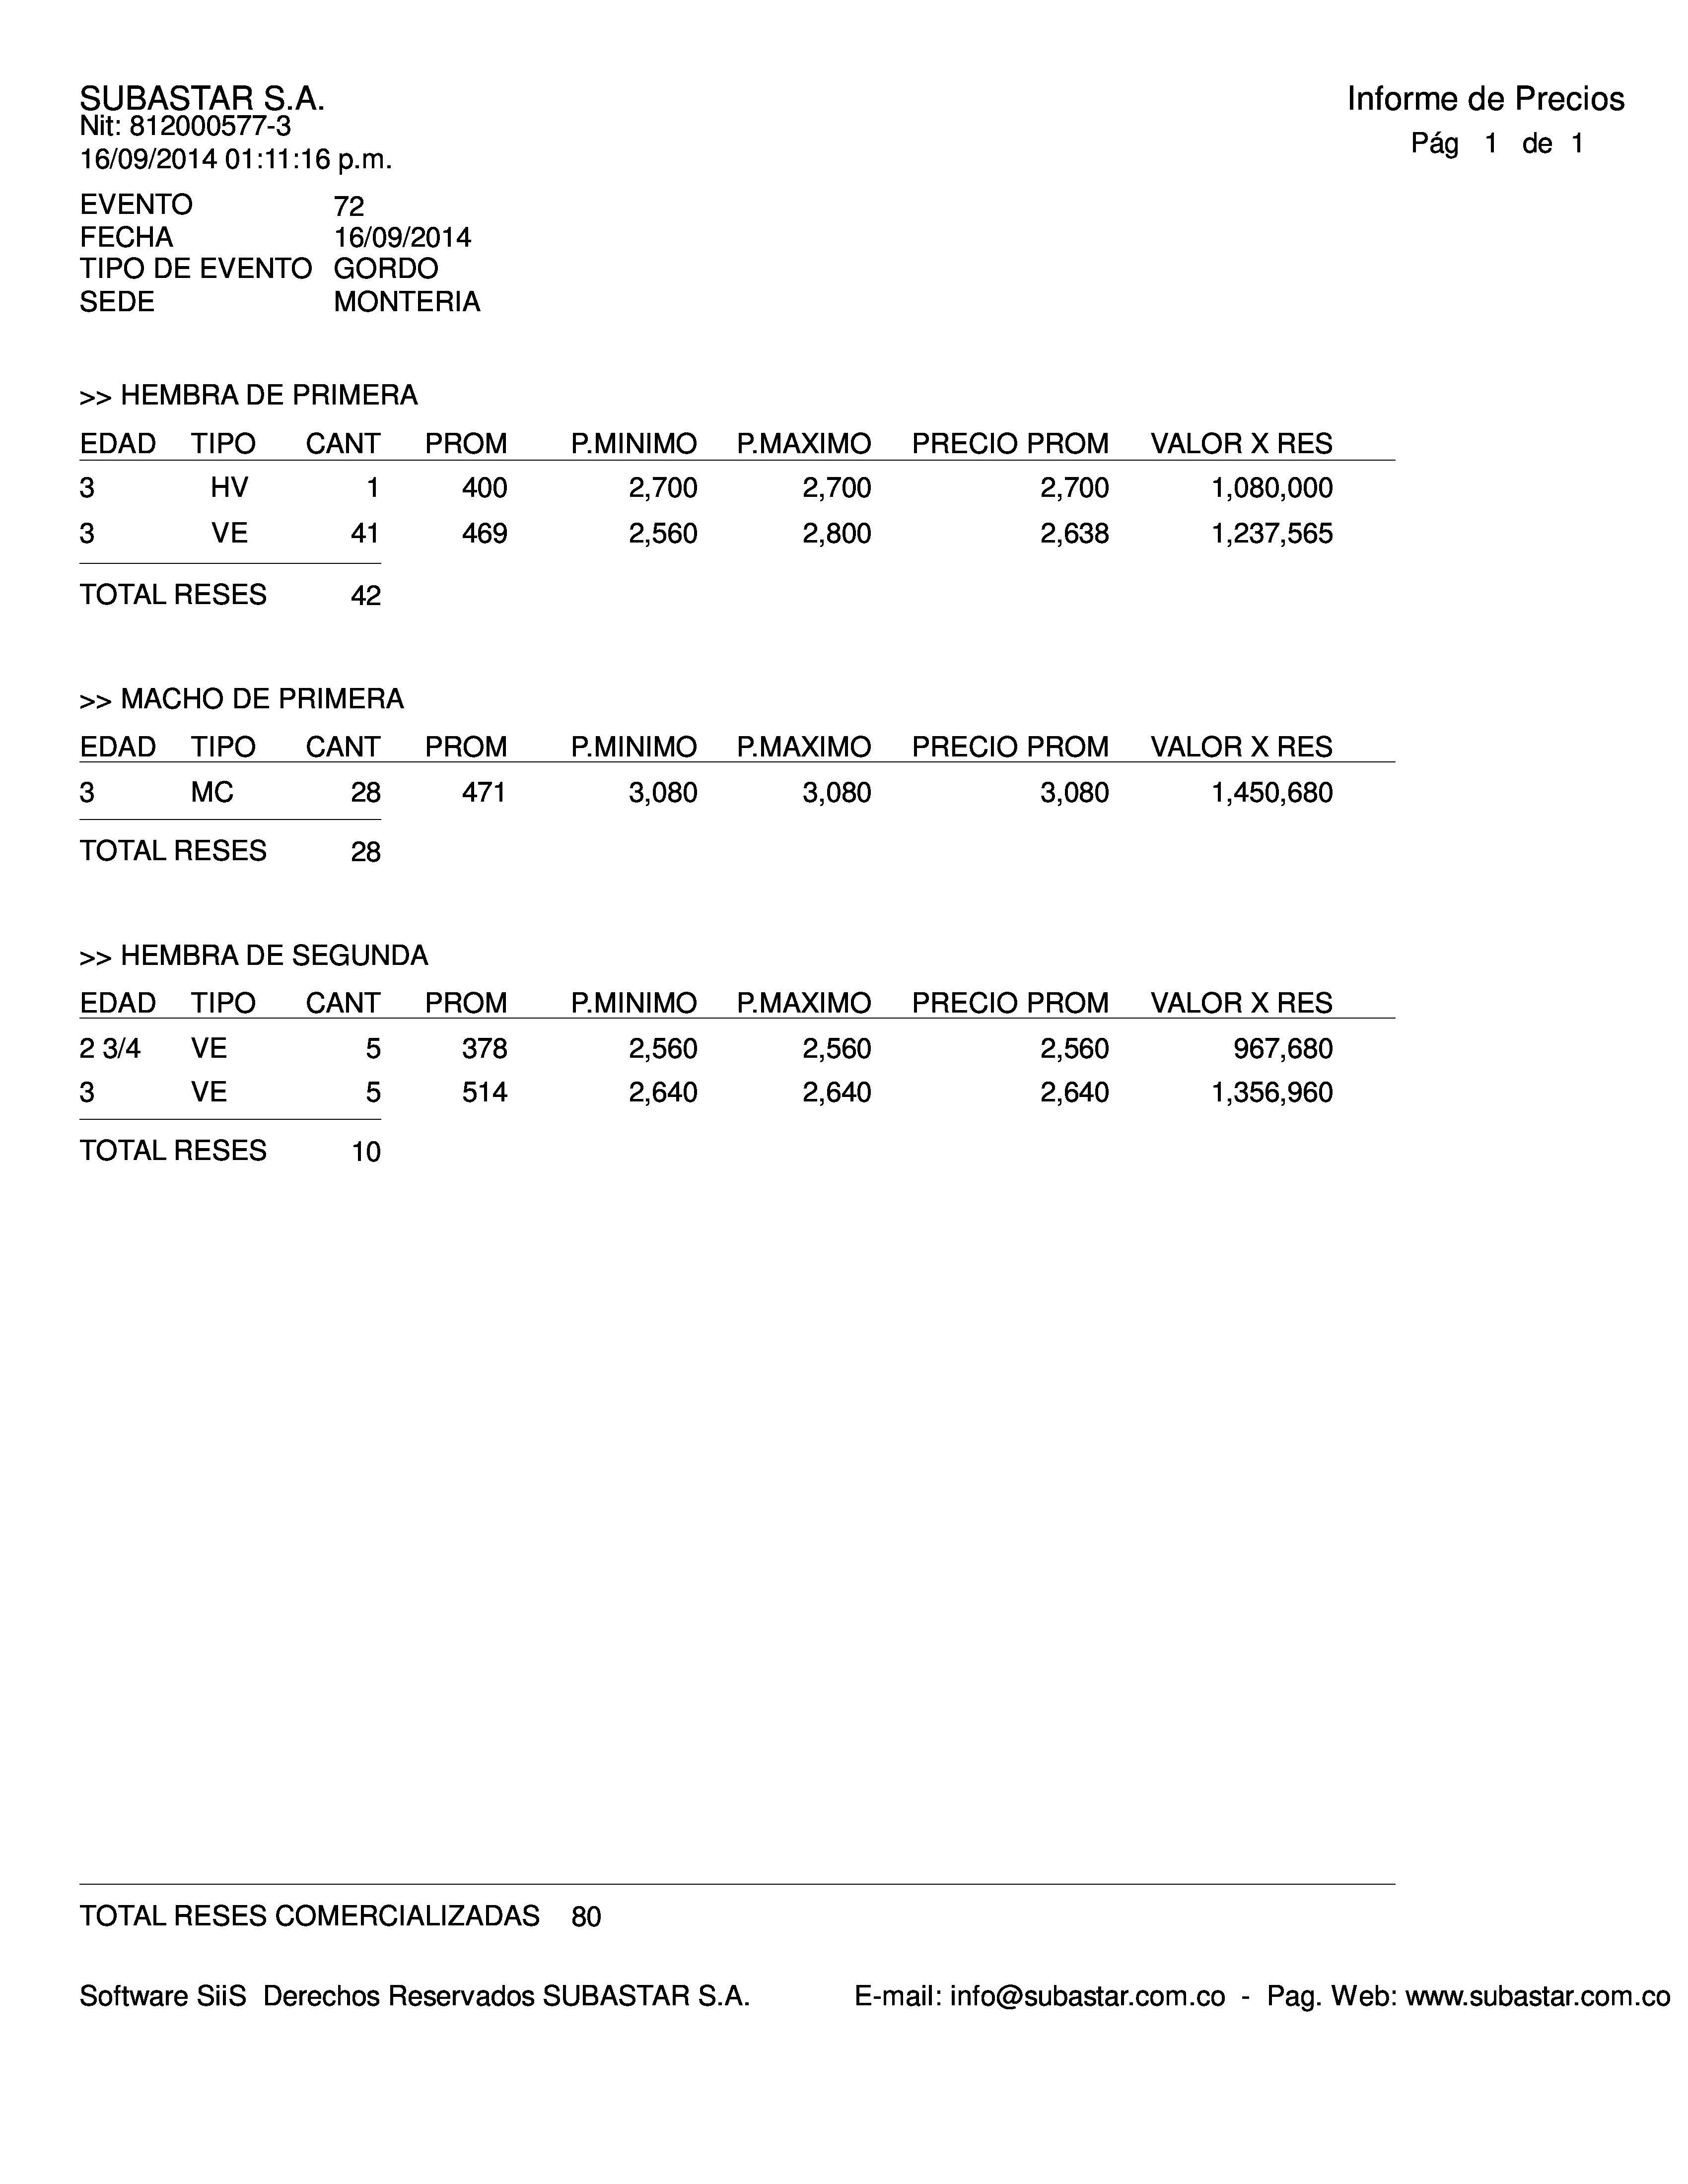 SUBASTAR S.A.
Informe de Precios
Nit: 812000577-3
Pág 1 de 1
16/09/2014 01:11:16 p.m.
EVENTO 72
FECHA 16/09/2014
TIPO DE EVENTO GORDO
SEDE MONTERIA
>> HEMBRA DE PRIMERA
EDAD TIPO CANT PROM P.MINIMO P.MAXIMO PRECIO PROM VALOR X RES
3 HV 1 400 2,700 2,700 2,700 1,080,000
3 VE 41 469 2,560 2,800 2,638 1,237,565
TOTAL RESES 42
>> MACHO DE PRIMERA
EDAD TIPO CANT PROM P.MINIMO P.MAXIMO PRECIO PROM VALOR X RES
3 MC 28 471 3,080 3,080 3,080 1,450,680
TOTAL RESES 28
>> HEMBRA DE SEGUNDA
EDAD TIPO CANT PROM P.MINIMO P.MAXIMO PRECIO PROM VALOR X RES
2 3/4 VE 5 378 2,560 2,560 2,560 967,680
3 VE 5 514 2,640 2,640 2,640 1,356,960
TOTAL RESES 10
TOTAL RESES COMERCIALIZADAS 80
Software SiiS Derechos Reservados SUBASTAR S.A. E-mail: info@subastar.com.co - Pag. Web: www.subastar.com.co